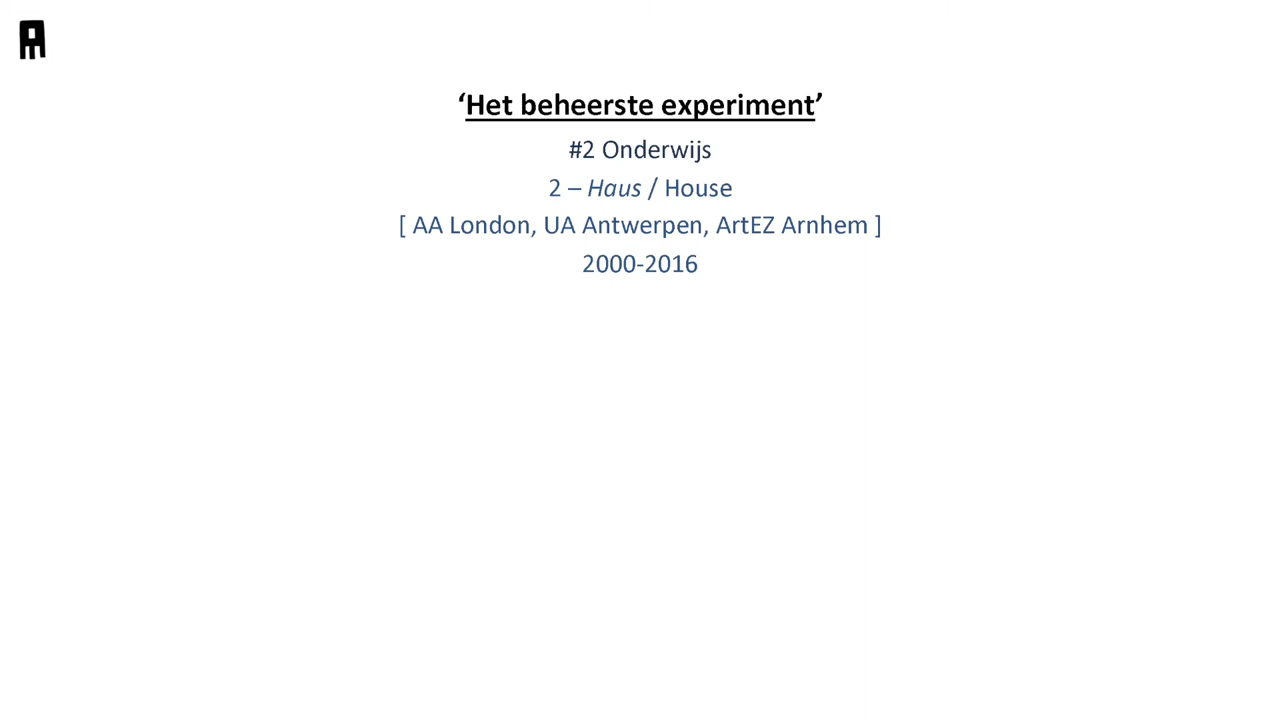 ‘Het beheerste experiment’
#2 Onderwijs
2 – Haus / House
[ AA London, UA Antwerpen, ArtEZ Arnhem ]
2000-2016